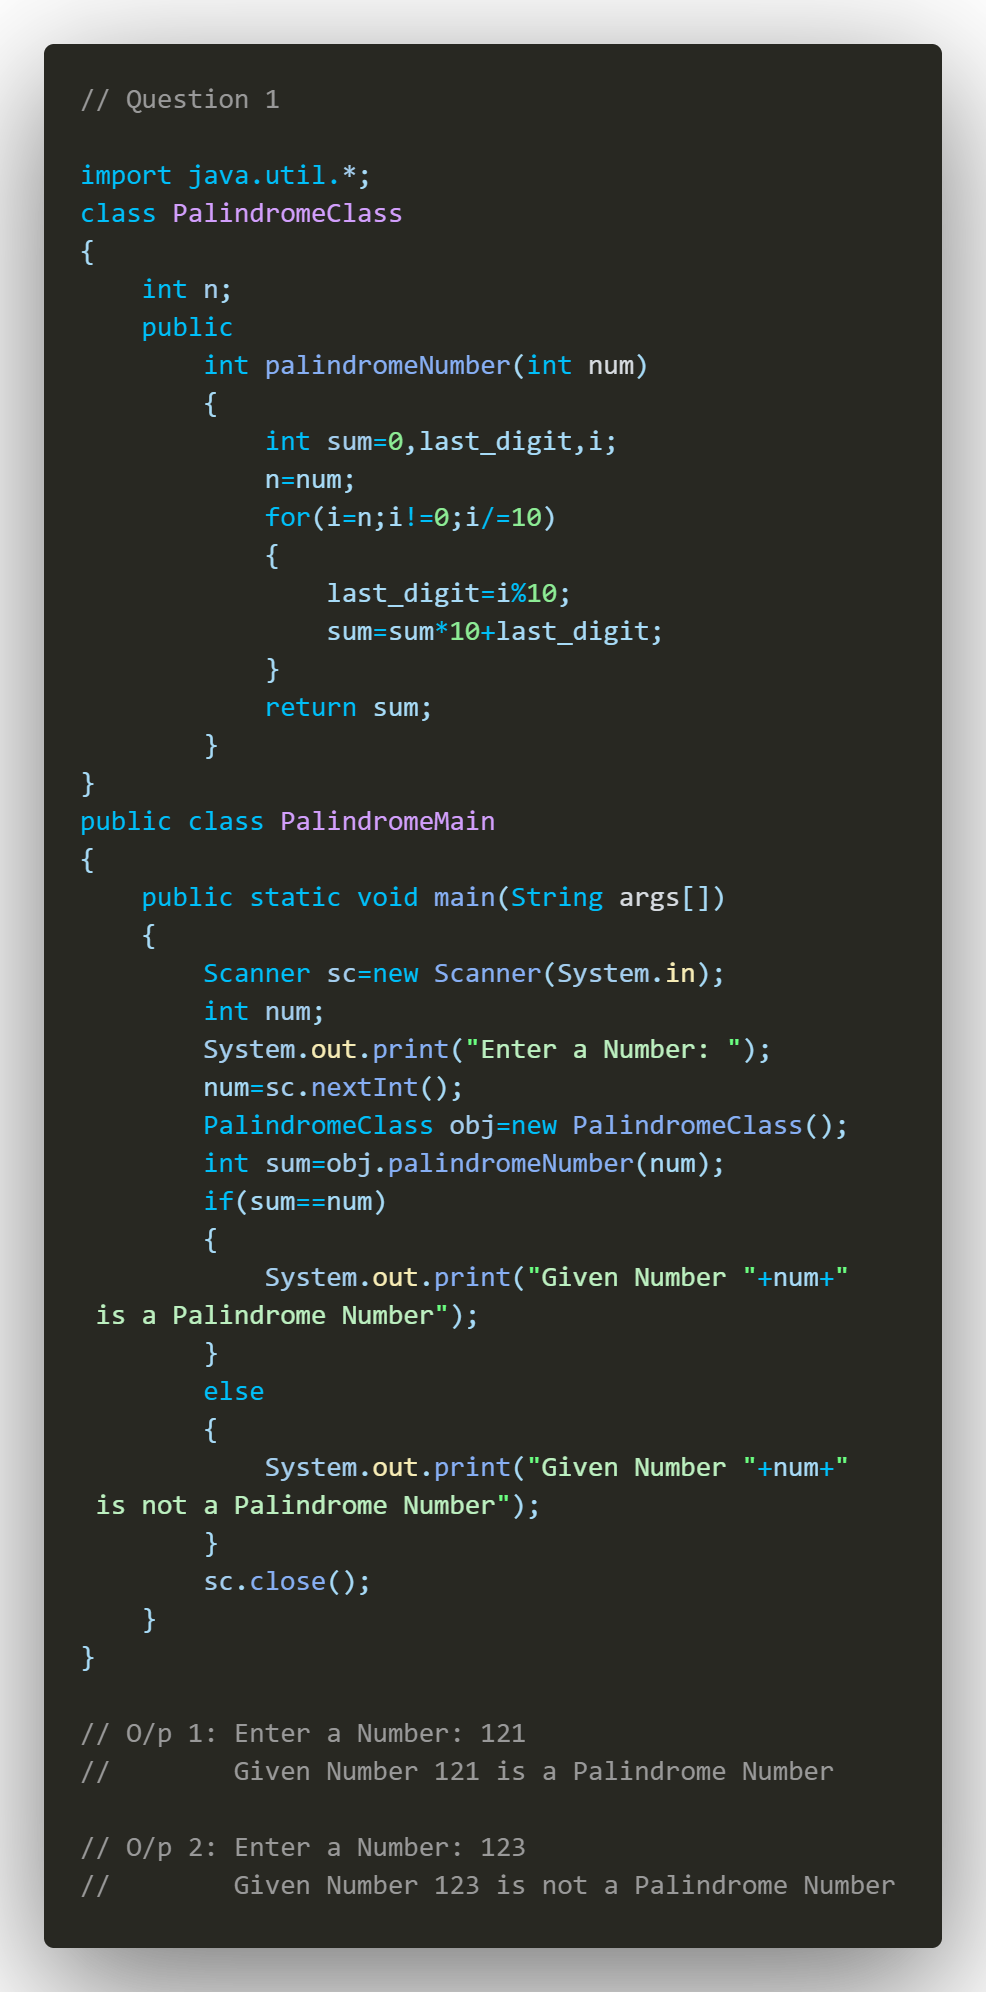 // Question 1

import java.util.*;
class PalindromeClass
{
    int n;
    public
        int palindromeNumber(int num)
        {
            int sum=0,last_digit,i;
            n=num;
            for(i=n;i!=0;i/=10)
            {
                last_digit=i%10;
                sum=sum*10+last_digit;
            }
            return sum;
        }
}
public class PalindromeMain
{
    public static void main(String args[])
    {
        Scanner sc=new Scanner(System.in);
        int num;
        System.out.print("Enter a Number: ");
        num=sc.nextInt();
        PalindromeClass obj=new PalindromeClass();
        int sum=obj.palindromeNumber(num);
        if(sum==num)
        {
            System.out.print("Given Number "+num+"
 is a Palindrome Number");
        }
        else
        {
            System.out.print("Given Number "+num+"
 is not a Palindrome Number");
        }
        sc.close();
    }
}

// O/p 1: Enter a Number: 121
//        Given Number 121 is a Palindrome Number

// O/p 2: Enter a Number: 123
//        Given Number 123 is not a Palindrome Number